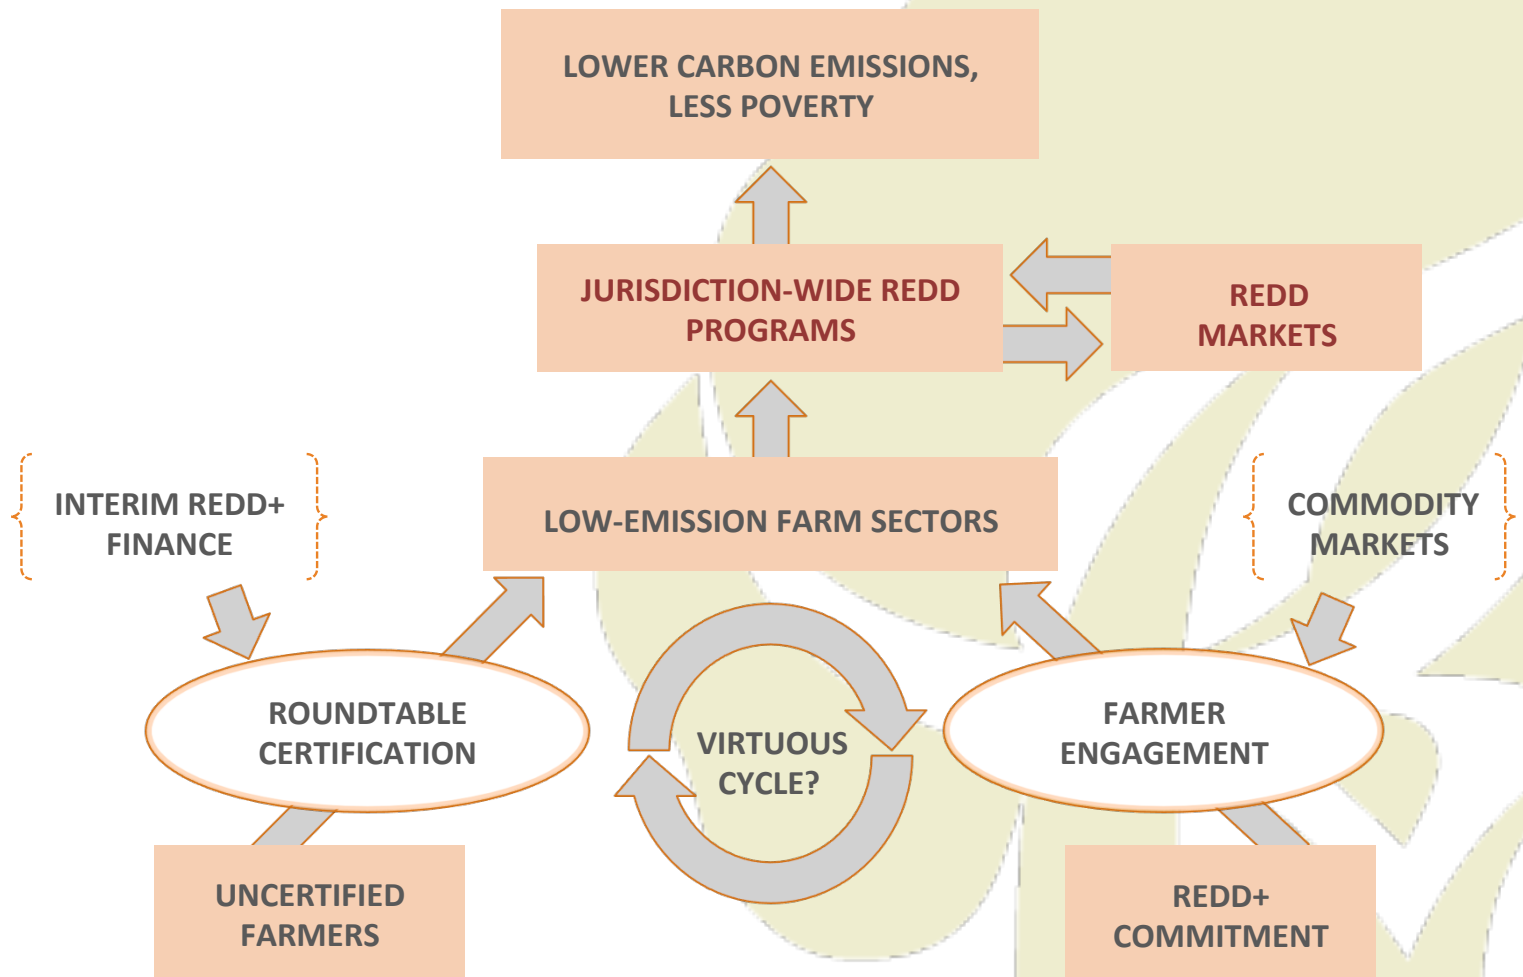 LOWER CARBON EMISSIONS,
LESS POVERTY
JURISDICTION-WIDE REDD
PROGRAMS
REDD
MARKETS
INTERIM REDD+
FINANCE
LOW-EMISSION FARM SECTORS
COMMODITY
MARKETS
ROUNDTABLE
CERTIFICATION
VIRTUOUS
CYCLE?
FARMER
ENGAGEMENT
UNCERTIFIED
FARMERS
REDD+
COMMITMENT